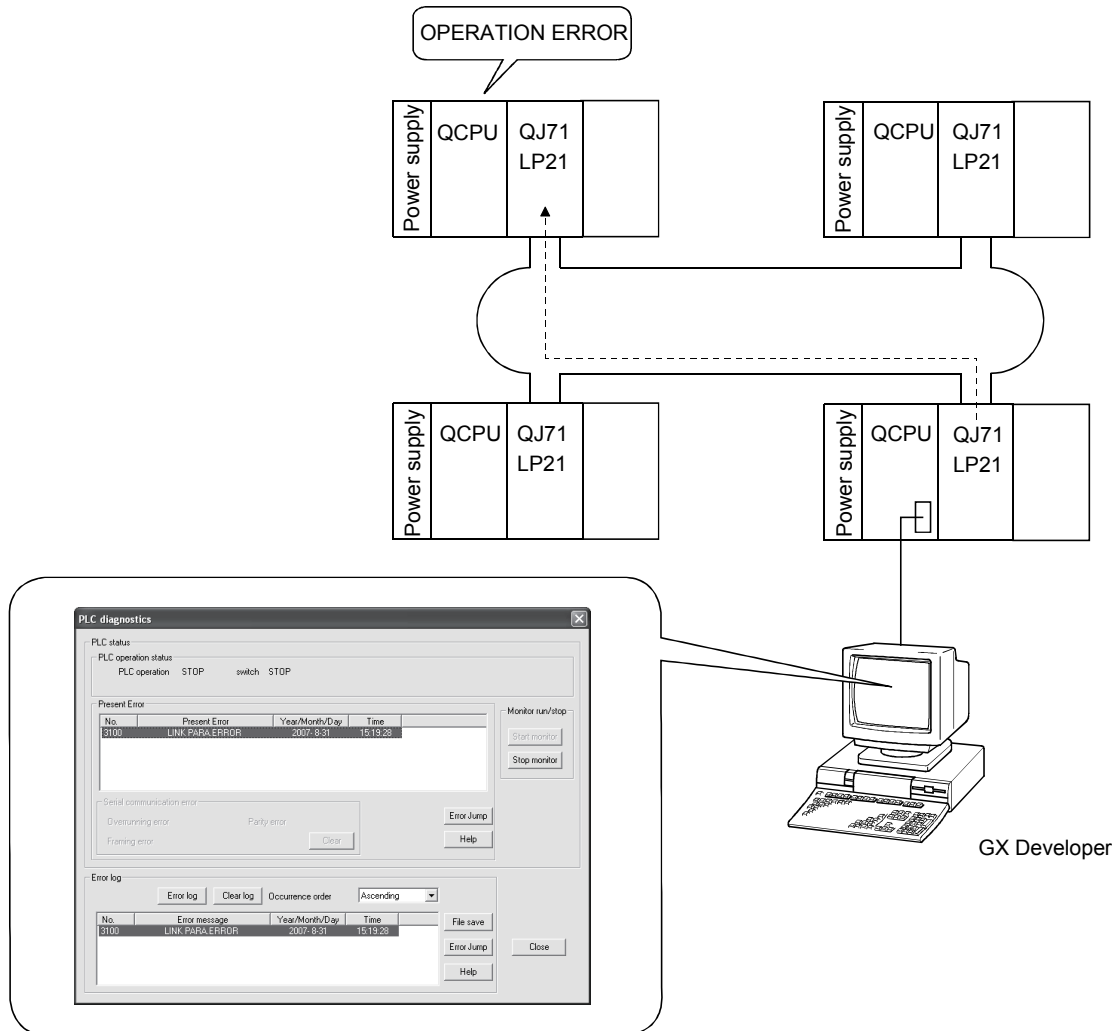 OPERATION ERROR
Power supply
QCPU
QJ71
LP21
Power supply
QCPU
QJ71
LP21
Power supply
QCPU
QJ71
LP21
Power supply
QCPU
QJ71
LP21
GX Developer
PLC diagnostics
PLC status
PLC operation status
PLC operation STOP switch STOP
Present Error
No. Present Error Year/Month/Day Time
3100 LINK PARA.ERROR 2007- 8-31 15:19:28
Monitor run/stop
Start monitor
Stop monitor
Serial communication error
Overrunning error Parity error
Framing error Clear
Error Jump
Help
Error log
Error log Clear log Occurrence order Ascending
No. Error message Year/Month/Day Time
3100 LINK PARA.ERROR 2007- 8-31 15:19:28
File save
Error Jump
Help
Close